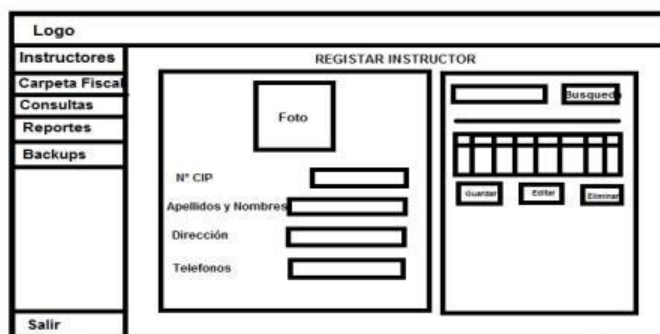 Logo
Instructores
Carpeta Fiscal
Consultas
Reportes
Backups
Salir
REGISTAR INSTRUCTOR
Foto
N° CIP
Apellidos y Nombres
Dirección
Telefonos
Busqueda
Guardar
Editar
Eliminar